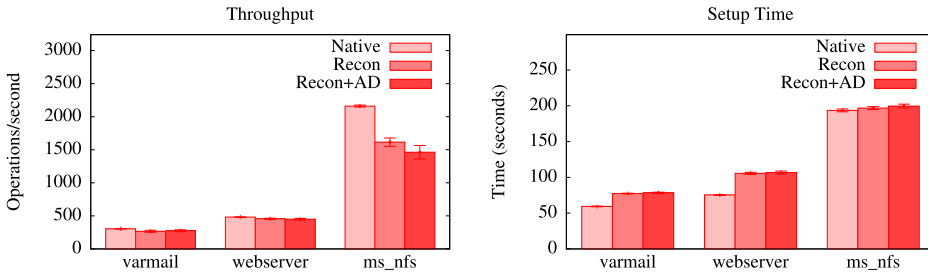 Throughput
Operations/second
3000
2500
2000
1500
1000
500
0
Native
Recon
Recon+AD
varmail webserver ms_nfs
Setup Time
Time (seconds)
250
200
150
100
50
0
Native
Recon
Recon+AD
varmail webserver ms_nfs